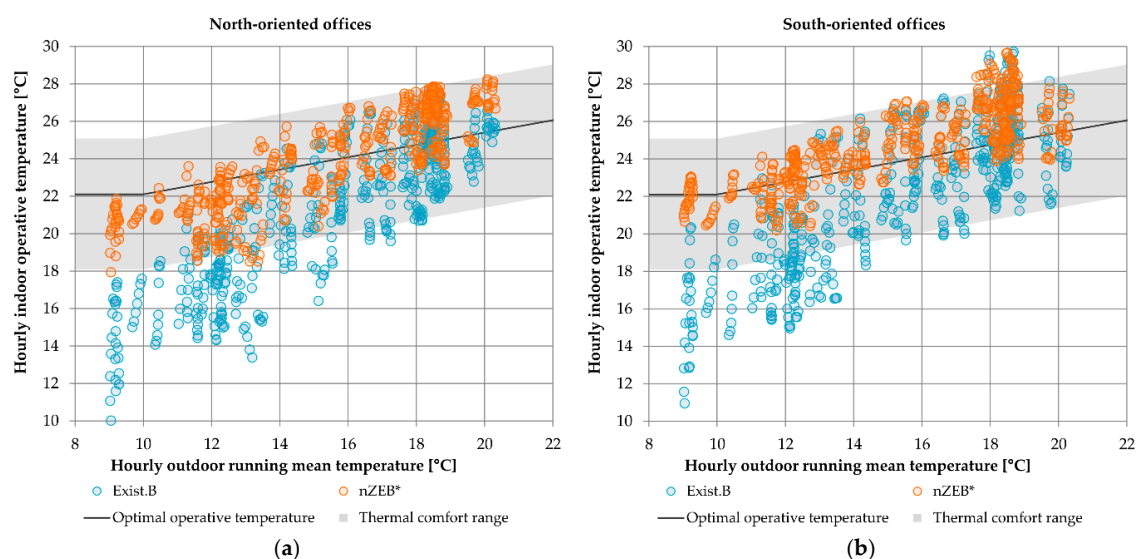 North-oriented offices
Hourly indoor operative temperature [°C]
30
28
26
24
22
20
18
16
14
12
10
8 10 12 14 16 18 20 22
Hourly outdoor running mean temperature [°C]
Exist.B nZEB*
Optimal operative temperature Thermal comfort range
(a)
South-oriented offices
Hourly indoor operative temperature [°C]
30
28
26
24
22
20
18
16
14
12
10
8 10 12 14 16 18 20 22
Hourly outdoor running mean temperature [°C]
Exist.B nZEB*
Optimal operative temperature Thermal comfort range
(b)